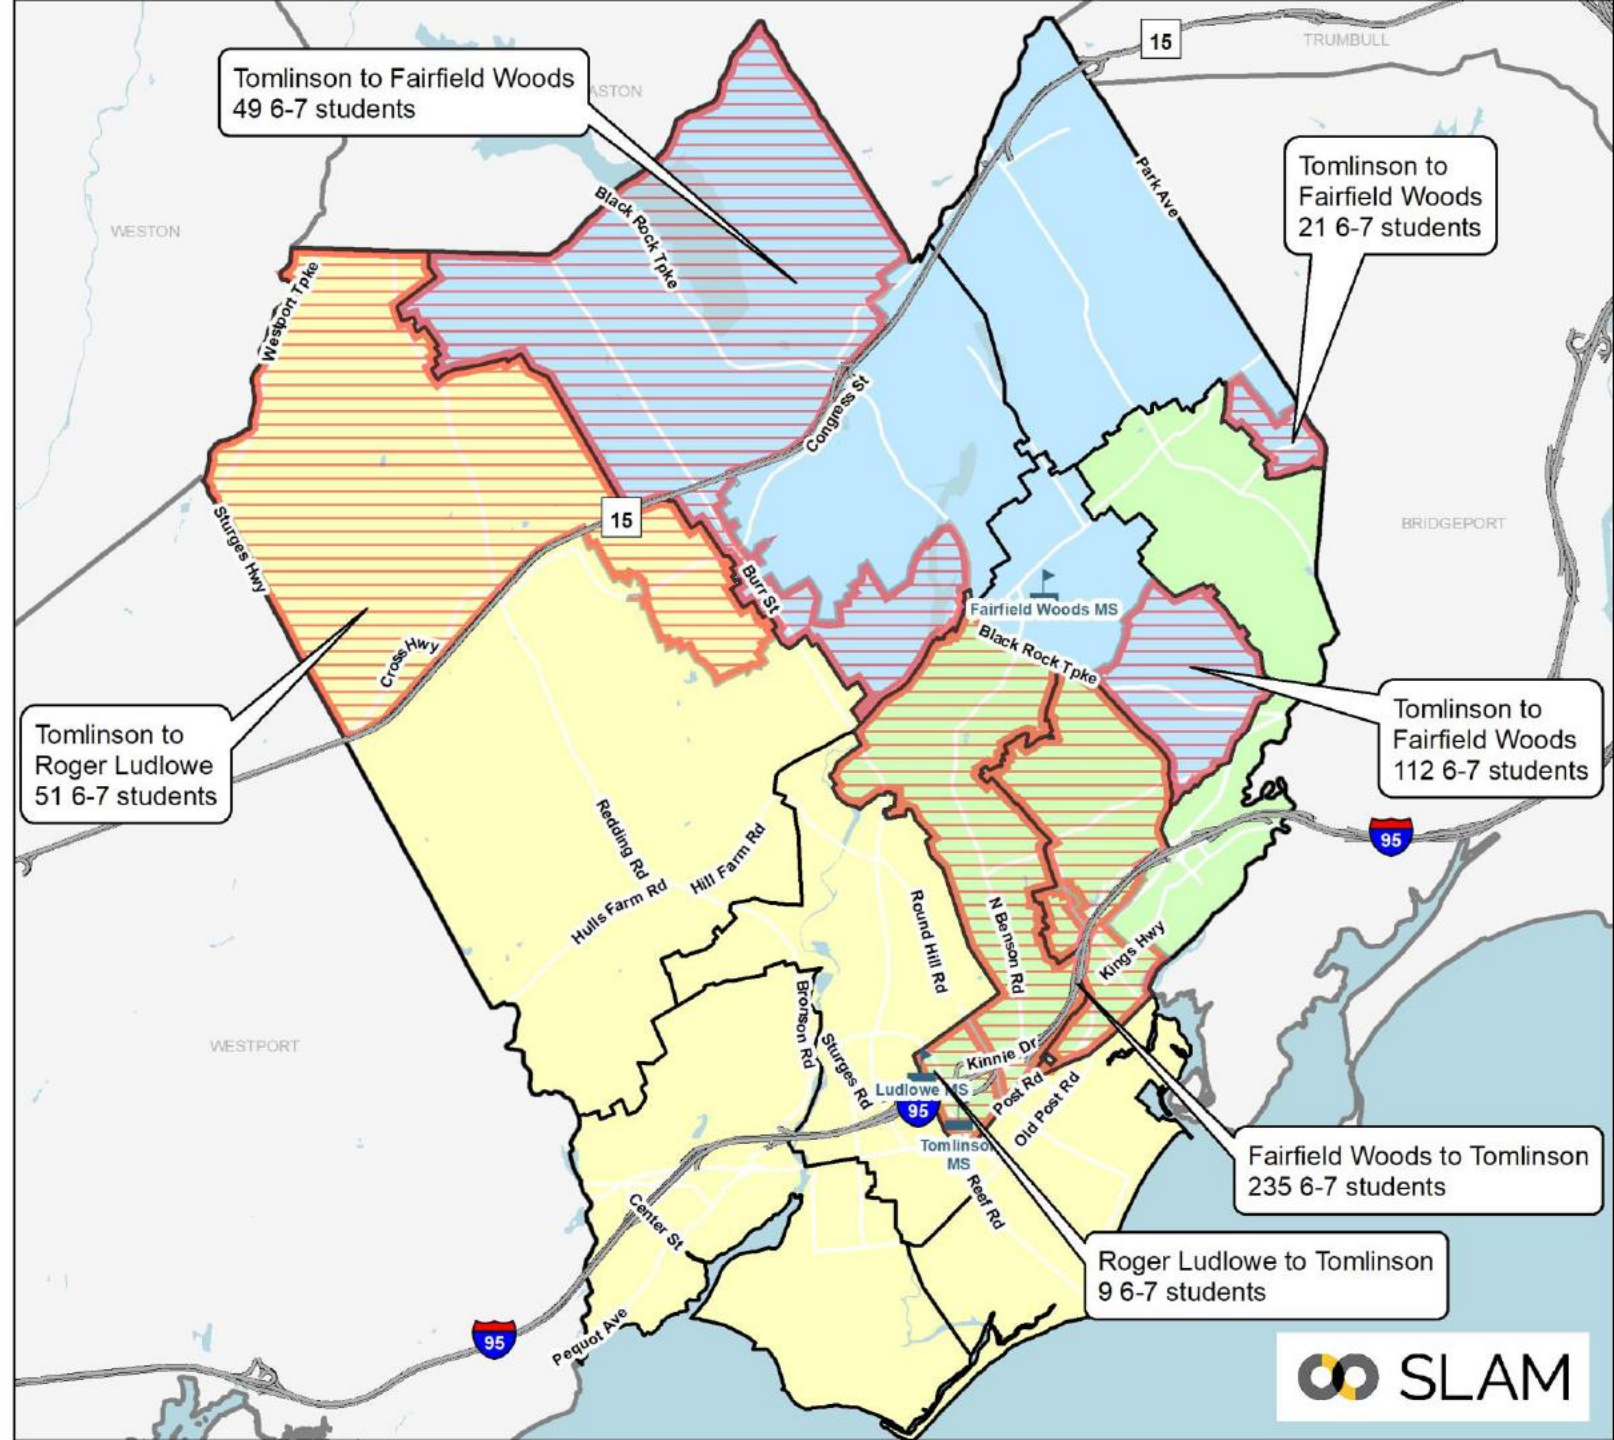 15
TRUMBULL
Tomlinson to Fairfield Woods
49 6-7 students
ASTON
Tomlinson to
Fairfield Woods
21 6-7 students
Park Ave
WESTON
Black Rock Tpke
Westport Tpke
Congress St
15
BRIDGEPORT
Sturges Hwy
Burr St
Fairfield Woods MS
Black Rock Tpke
Cross Hwy
Tomlinson to
Roger Ludlowe
51 6-7 students
Tomlinson to
Fairfield Woods
112 6-7 students
95
Redding Rd
Hill Farm Rd
Hulls Farm Rd
Round Hill Rd
N Benson Rd
Kings Hwy
WESTPORT
Bronson Rd
Sturges Rd
Kinnie Dr
Ludlowe MS
95
Post Rd
Old Post Rd
Tomlinson
MS
Reef Rd
Fairfield Woods to Tomlinson
235 6-7 students
Center St
Roger Ludlowe to Tomlinson
9 6-7 students
95
Pequot Ave
SLAM